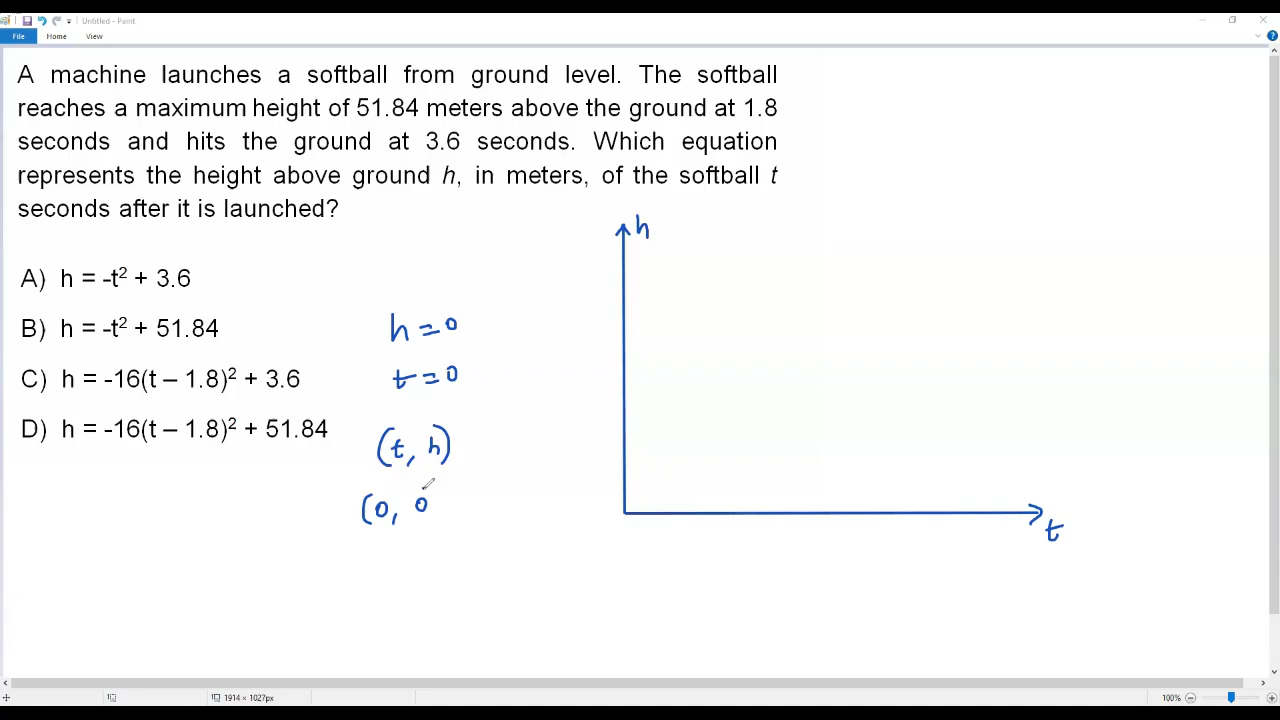 Untitled - Paint
File Home View
A machine launches a softball from ground level. The softball
reaches a maximum height of 51.84 meters above the ground at 1.8
seconds and hits the ground at 3.6 seconds. Which equation
represents the height above ground h, in meters, of the softball t
seconds after it is launched?
h
A) h = -t² + 3.6
B) h = -t² + 51.84
h = 0
C) h = -16(t – 1.8)² + 3.6
t = 0
D) h = -16(t – 1.8)² + 51.84
(t, h)
(0, 0
t
1914 × 1027px
100%